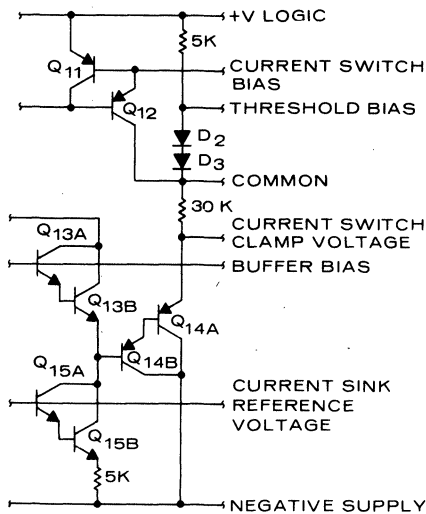 +V LOGIC
5K
Q11
CURRENT SWITCH
BIAS
Q12
THRESHOLD BIAS
D2
D3
COMMON
30 K
Q13A
CURRENT SWITCH
CLAMP VOLTAGE
BUFFER BIAS
Q13B
Q14A
Q14B
Q15A
CURRENT SINK
REFERENCE
VOLTAGE
Q15B
5K
NEGATIVE SUPPLY